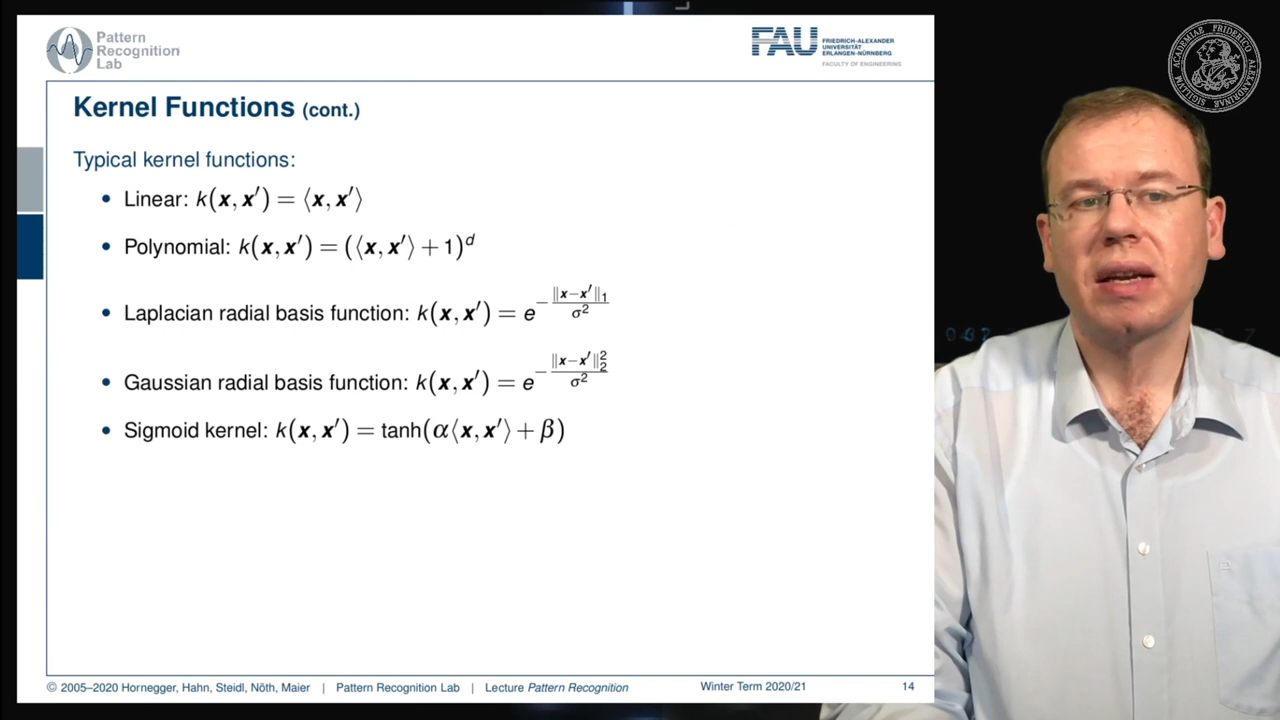 Pattern
Recognition
Lab
FAU
FRIEDRICH-ALEXANDER
UNIVERSITÄT
ERLANGEN-NÜRNBERG
FACULTY OF ENGINEERING
Kernel Functions (cont.)
Typical kernel functions:
• Linear: k(x, x′) = ⟨x, x′⟩
• Polynomial: k(x, x′) = (⟨x, x′⟩ + 1)^d
• Laplacian radial basis function: k(x, x′) = e^{−‖x−x′‖₁/σ²}
• Gaussian radial basis function: k(x, x′) = e^{−‖x−x′‖₂²/σ²}
• Sigmoid kernel: k(x, x′) = tanh(α⟨x, x′⟩ + β)
© 2005–2020 Hornegger, Hahn, Steidl, Nöth, Maier | Pattern Recognition Lab | Lecture Pattern Recognition Winter Term 2020/21 14